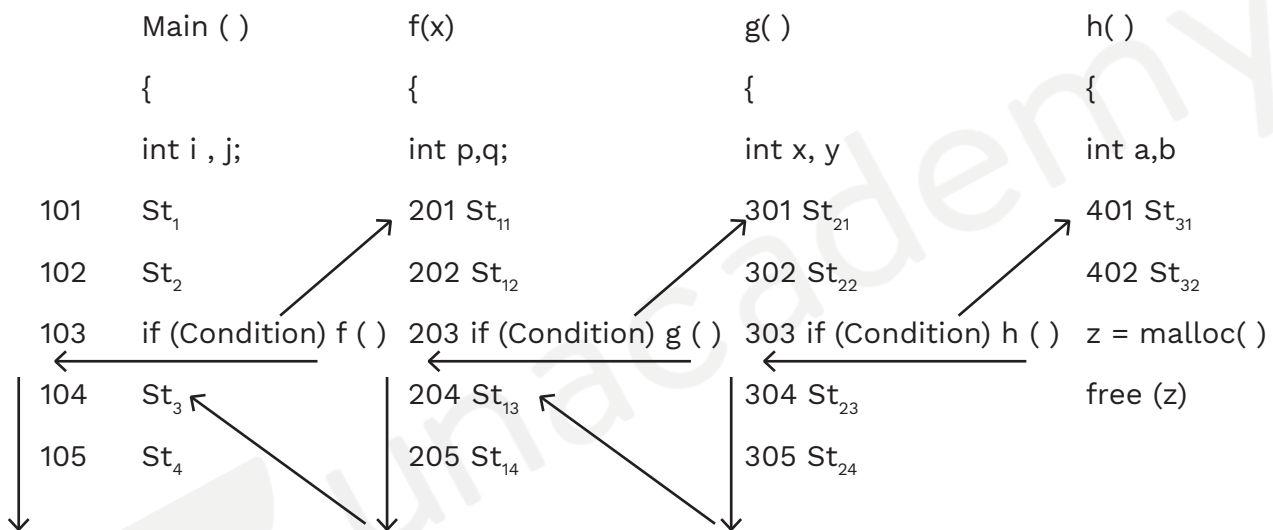 Main ( ) f(x) g( ) h( )
{ { { {
int i , j; int p,q; int x, y int a,b
101 St₁ 201 St₁₁ 301 St₂₁ 401 St₃₁
102 St₂ 202 St₁₂ 302 St₂₂ 402 St₃₂
103 if (Condition) f ( ) 203 if (Condition) g ( ) 303 if (Condition) h ( ) z = malloc( )
104 St₃ 204 St₁₃ 304 St₂₃ free (z)
105 St₄ 205 St₁₄ 305 St₂₄
unacademy